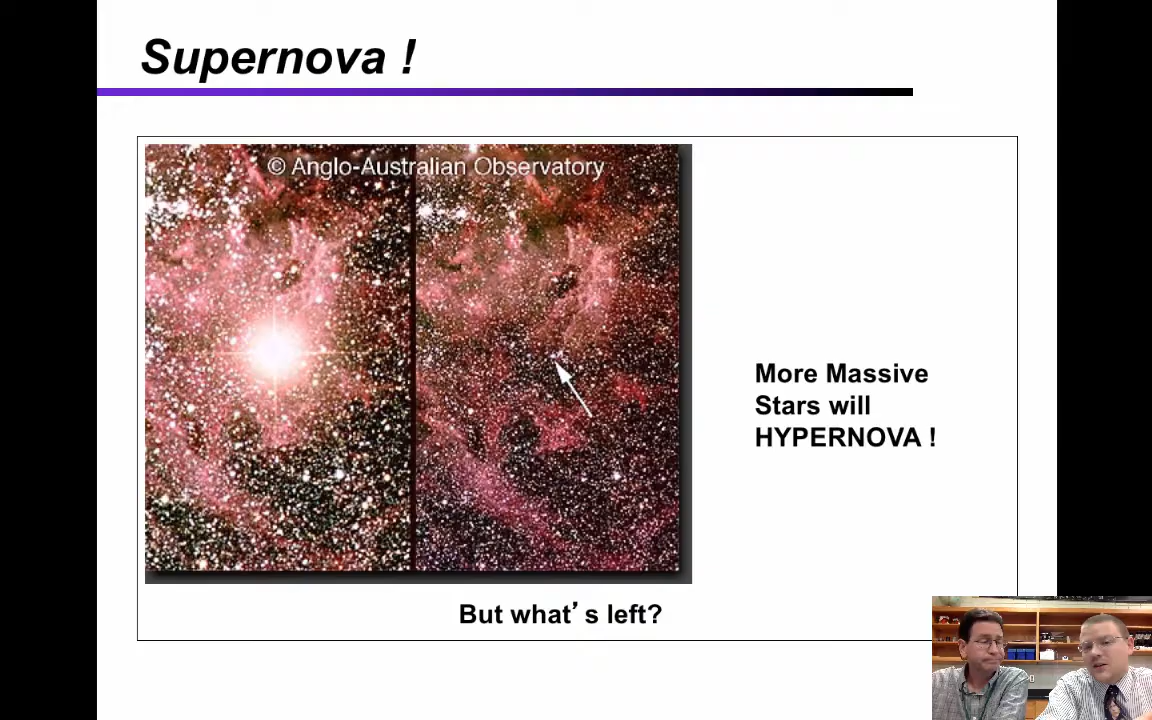 Supernova !
© Anglo-Australian Observatory
More Massive
Stars will
HYPERNOVA !
But what’s left?